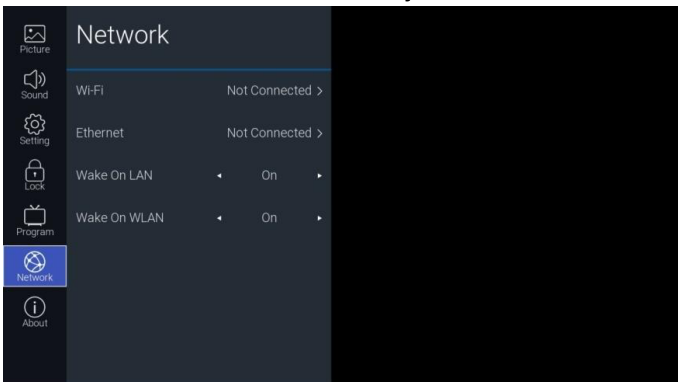 Picture
Sound
Setting
Lock
Program
Network
About
Network
Wi-Fi Not Connected >
Ethernet Not Connected >
Wake On LAN ◂ On ▸
Wake On WLAN ◂ On ▸